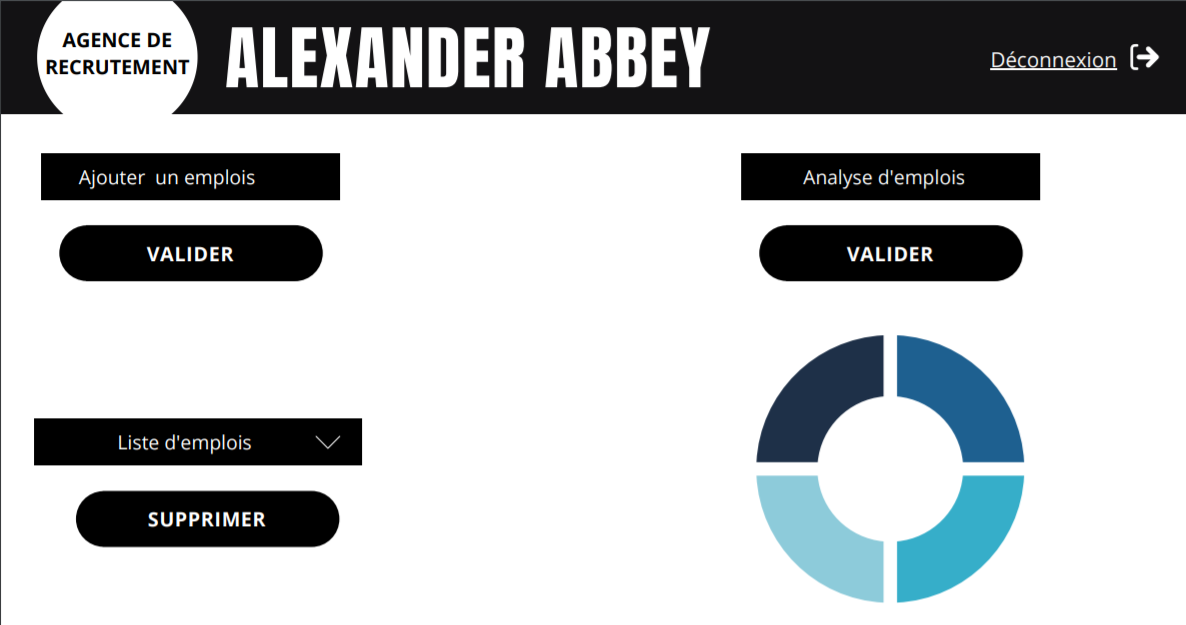 AGENCE DE
RECRUTEMENT
ALEXANDER ABBEY
Déconnexion
Ajouter un emplois
VALIDER
Analyse d'emplois
VALIDER
Liste d'emplois
SUPPRIMER